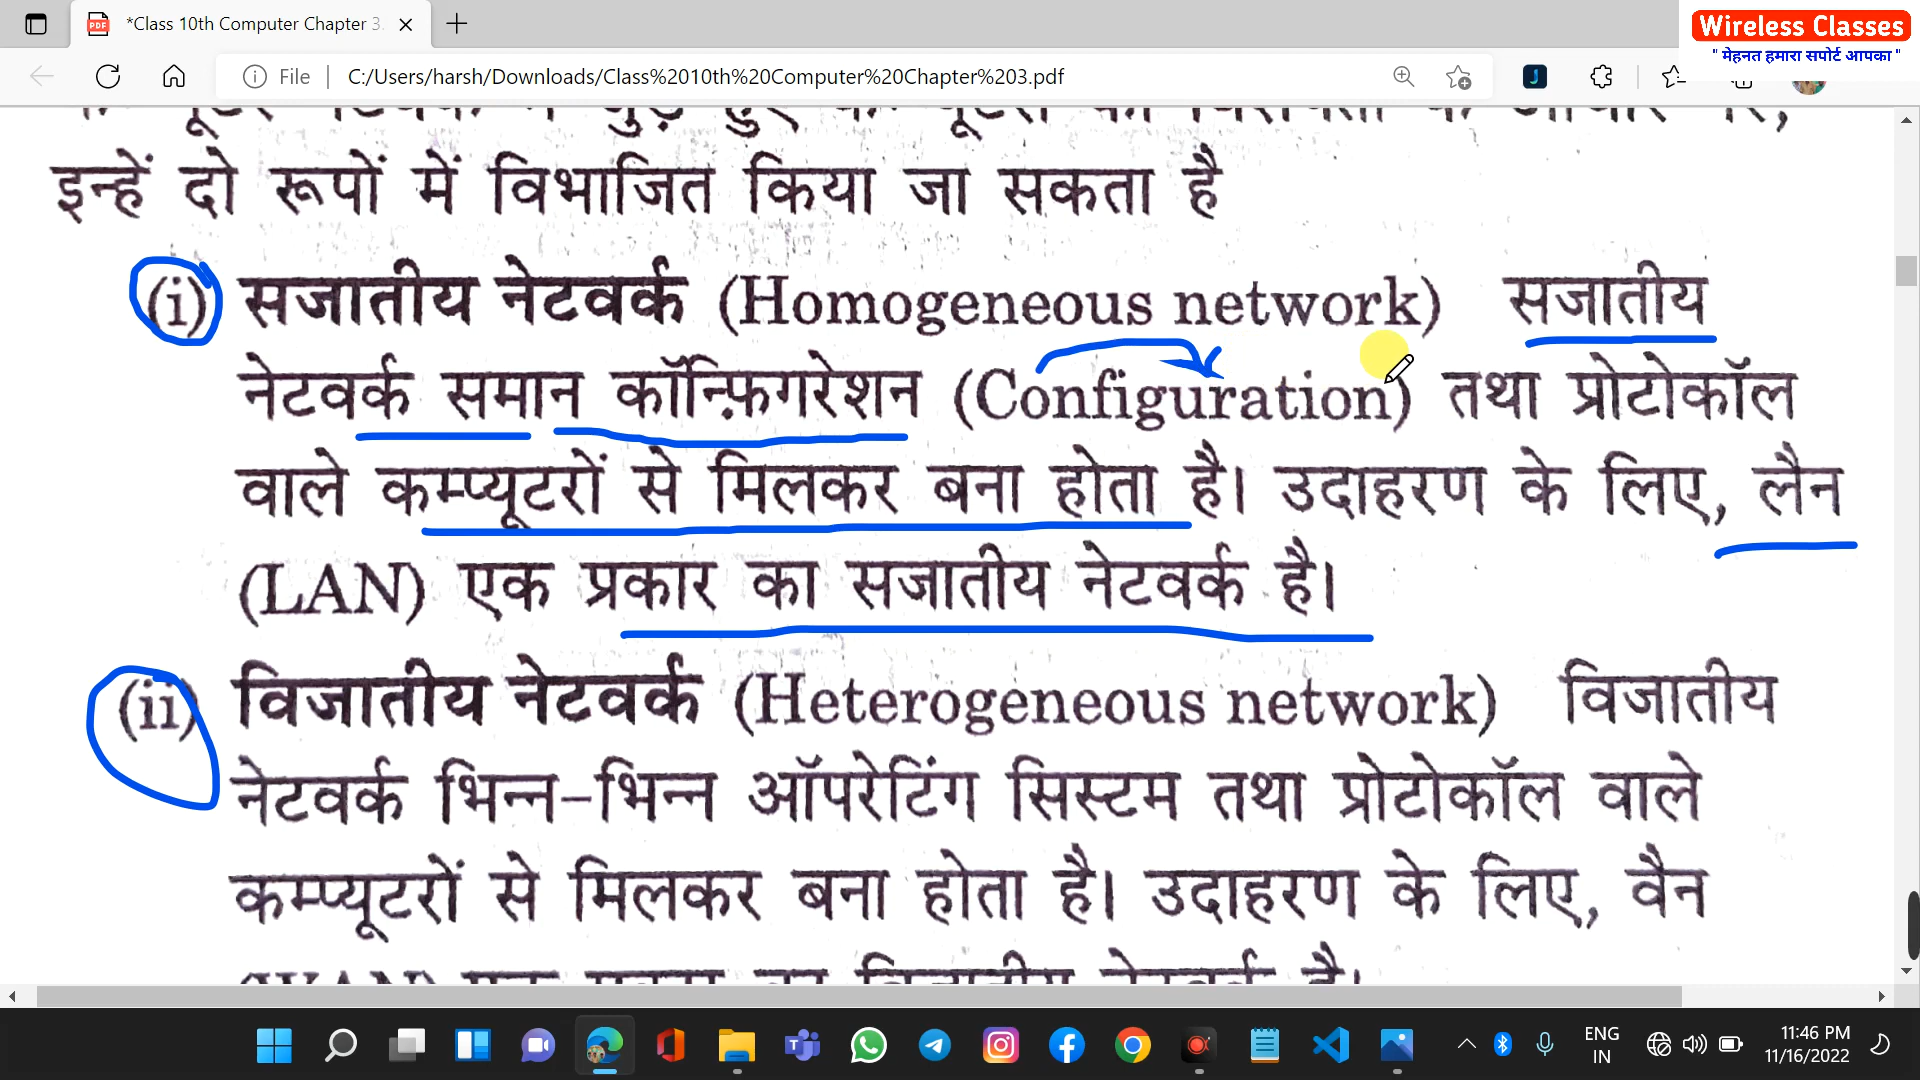 *Class 10th Computer Chapter 3.
Wireless Classes
" मेहनत हमारा सपोर्ट आपका "
File
C:/Users/harsh/Downloads/Class%2010th%20Computer%20Chapter%203.pdf
इन्हें दो रूपों में विभाजित किया जा सकता है
(i) सजातीय नेटवर्क (Homogeneous network) सजातीय
नेटवर्क समान कॉन्फ़िगरेशन (Configuration) तथा प्रोटोकॉल
वाले कम्प्यूटरों से मिलकर बना होता है। उदाहरण के लिए, लैन
(LAN) एक प्रकार का सजातीय नेटवर्क है।
(ii) विजातीय नेटवर्क (Heterogeneous network) विजातीय
नेटवर्क भिन्न-भिन्न ऑपरेटिंग सिस्टम तथा प्रोटोकॉल वाले
कम्प्यूटरों से मिलकर बना होता है। उदाहरण के लिए, वैन
ENG
IN
11:46 PM
11/16/2022